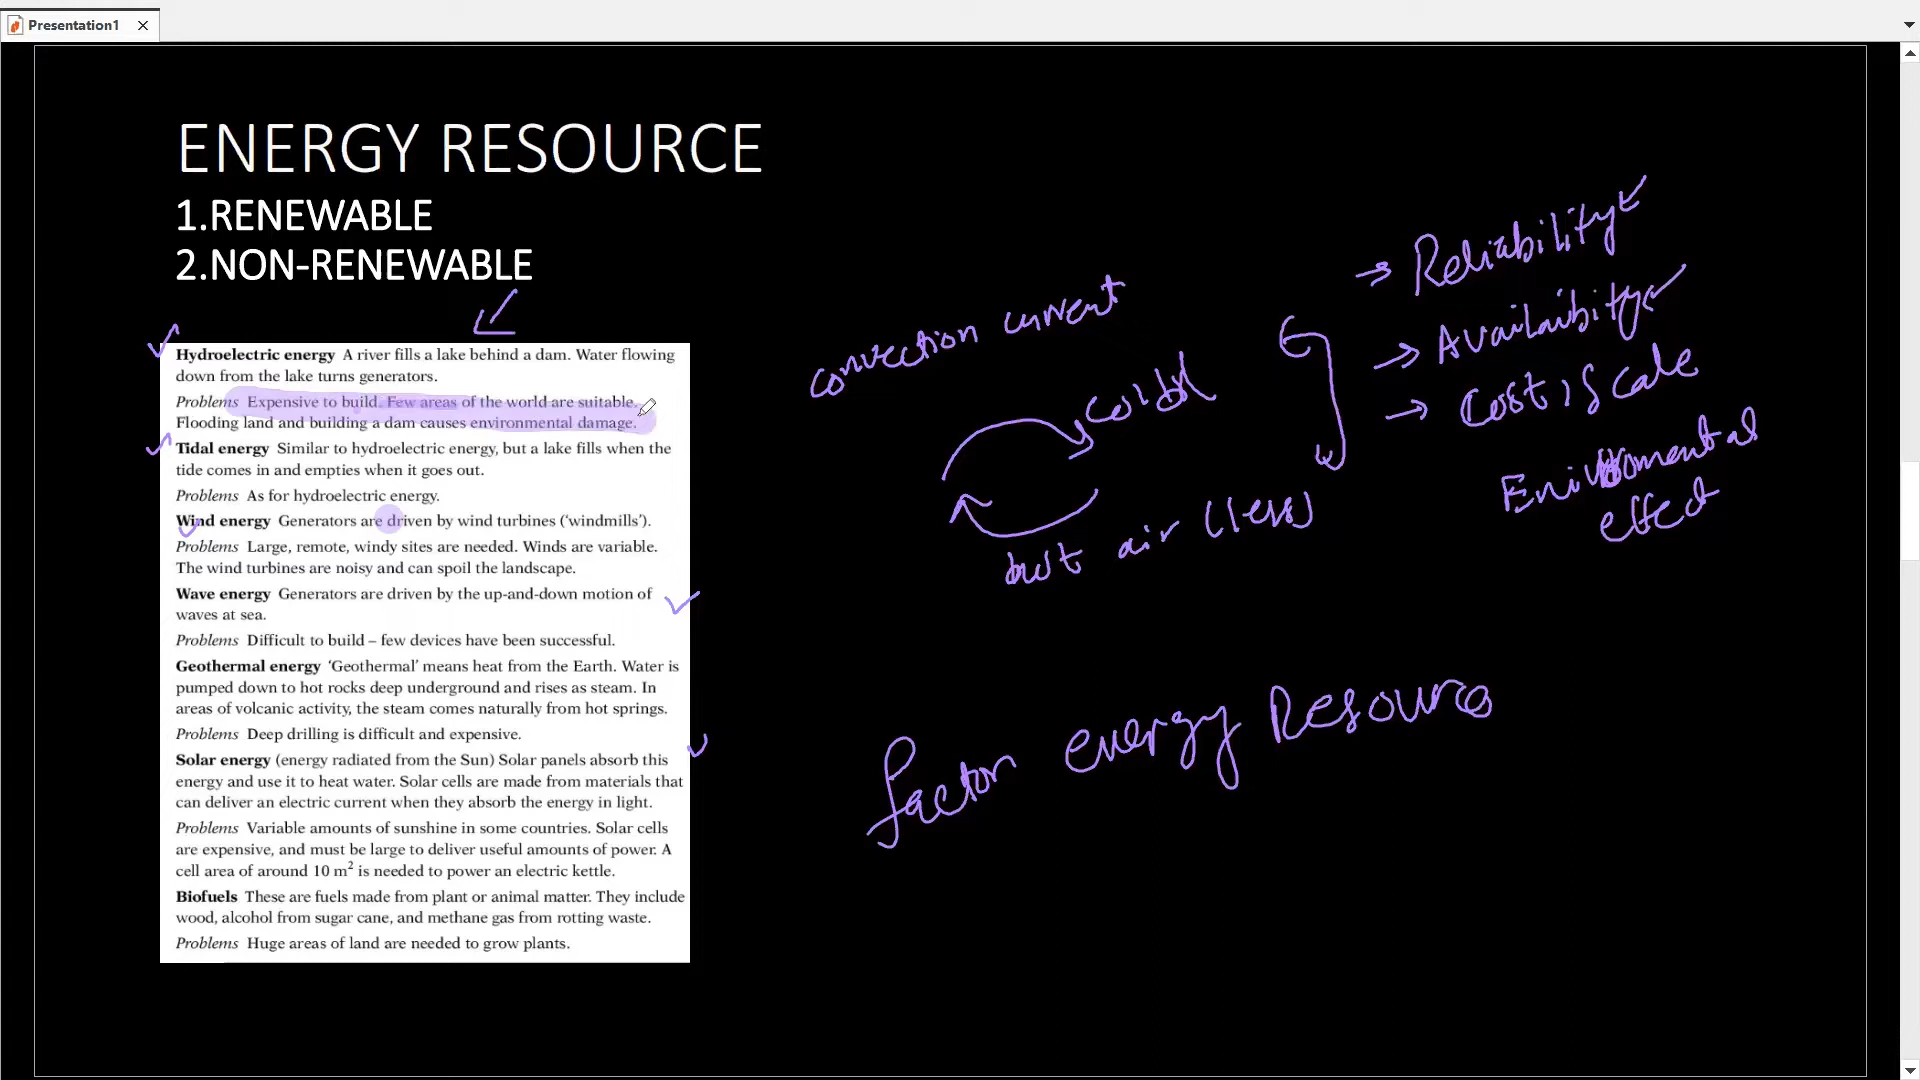 Presentation1
ENERGY RESOURCE
1.RENEWABLE
2.NON-RENEWABLE
Hydroelectric energy A river fills a lake behind a dam. Water flowing
down from the lake turns generators.
Problems Expensive to build. Few areas of the world are suitable.
Flooding land and building a dam causes environmental damage.
Tidal energy Similar to hydroelectric energy, but a lake fills when the
tide comes in and empties when it goes out.
Problems As for hydroelectric energy.
Wind energy Generators are driven by wind turbines (‘windmills’).
Problems Large, remote, windy sites are needed. Winds are variable.
The wind turbines are noisy and can spoil the landscape.
Wave energy Generators are driven by the up-and-down motion of
waves at sea.
Problems Difficult to build – few devices have been successful.
Geothermal energy ‘Geothermal’ means heat from the Earth. Water is
pumped down to hot rocks deep underground and rises as steam. In
areas of volcanic activity, the steam comes naturally from hot springs.
Problems Deep drilling is difficult and expensive.
Solar energy (energy radiated from the Sun) Solar panels absorb this
energy and use it to heat water. Solar cells are made from materials that
can deliver an electric current when they absorb the energy in light.
Problems Variable amounts of sunshine in some countries. Solar cells
are expensive, and must be large to deliver useful amounts of power. A
cell area of around 10 m² is needed to power an electric kettle.
Biofuels These are fuels made from plant or animal matter. They include
wood, alcohol from sugar cane, and methane gas from rotting waste.
Problems Huge areas of land are needed to grow plants.
convection current
air (less)
→ Reliability
→ Availaibity
→ Cost
effect
factor energy Resource